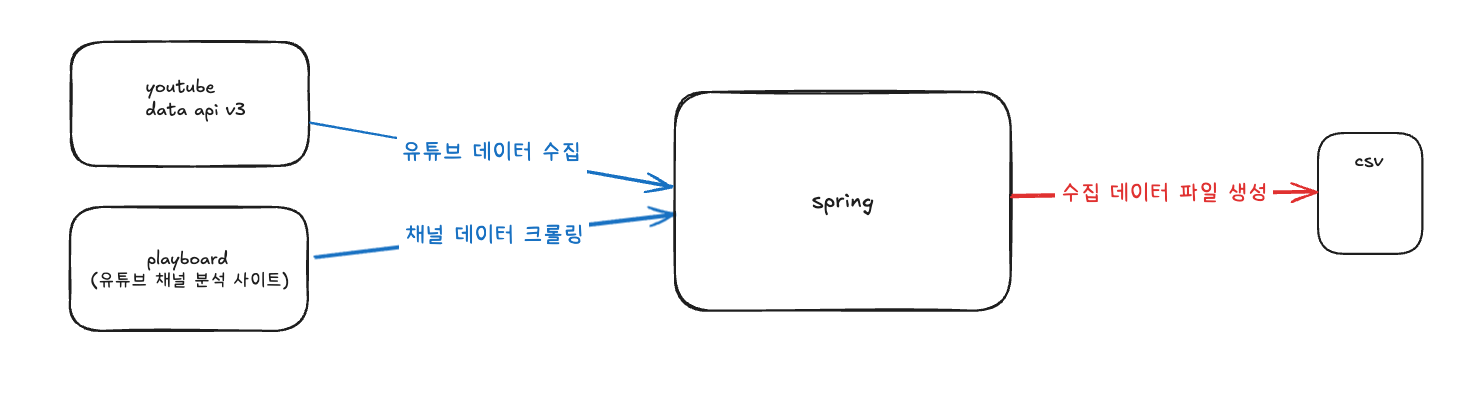 youtube
data api v3
유튜브 데이터 수집
playboard
(유튜브 채널 분석 사이트)
채널 데이터 크롤링
spring
수집 데이터 파일 생성
csv